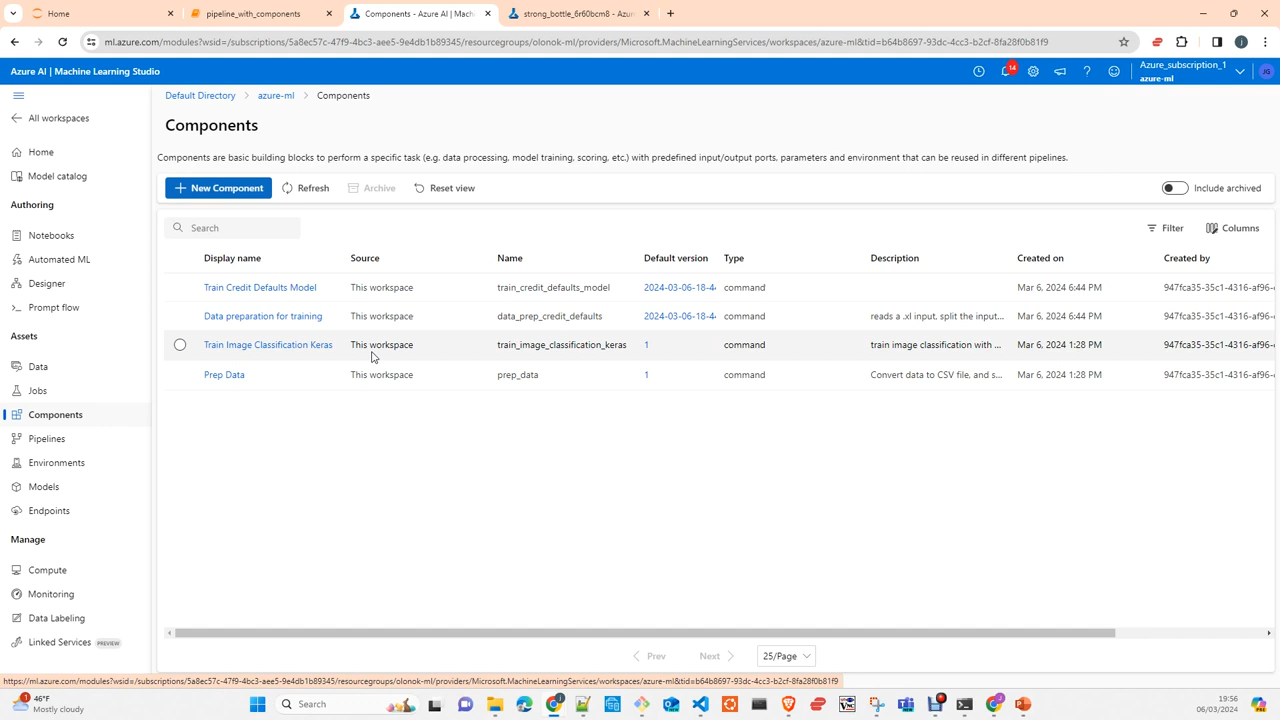 Home
pipeline_with_components
Components - Azure AI | Machi
strong_bottle_6r60bcm8 - Azu
ml.azure.com/modules?wsid=/subscriptions/5a8ec57c-47f9-4bc3-aee5-9e4db1b89345/resourcegroups/olonok-ml/providers/Microsoft.MachineLearningServices/workspaces/azure-ml&tid=b64b8697-93dc-4cc3-b2cf-8fa28f0b81f9
Azure AI | Machine Learning Studio
14
Azure_subscription_1
azure-ml
JG
Default Directory > azure-ml > Components
All workspaces
Home
Model catalog
Authoring
Notebooks
Automated ML
Designer
Prompt flow
Assets
Data
Jobs
Components
Pipelines
Environments
Models
Endpoints
Manage
Compute
Monitoring
Data Labeling
Linked Services PREVIEW
Components
Components are basic building blocks to perform a specific task (e.g. data processing, model training, scoring, etc.) with predefined input/output ports, parameters and environment that can be reused in different pipelines.
New Component Refresh Archive Reset view Include archived
Search Filter Columns
Display name Source Name Default version Type Description Created on Created by
Train Credit Defaults Model This workspace train_credit_defaults_model 2024-03-06-18-4 command Mar 6, 2024 6:44 PM 947fca35-35c1-4316-af96-
Data preparation for training This workspace data_prep_credit_defaults 2024-03-06-18-4 command reads a .xl input, split the input... Mar 6, 2024 6:44 PM 947fca35-35c1-4316-af96-
Train Image Classification Keras This workspace train_image_classification_keras 1 command train image classification with ... Mar 6, 2024 1:28 PM 947fca35-35c1-4316-af96-
Prep Data This workspace prep_data 1 command Convert data to CSV file, and s... Mar 6, 2024 1:28 PM 947fca35-35c1-4316-af96-
Prev Next 25/Page
https://ml.azure.com/modules?wsid=/subscriptions/5a8ec57c-47f9-4bc3-aee5-9e4db1b89345/resourcegroups/olonok-ml/providers/Microsoft.MachineLearningServices/workspaces/azure-ml&tid=b64b8697-93dc-4cc3-b2cf-8fa28f0b81f9
1
46°F
Mostly cloudy
Search
19:56
06/03/2024